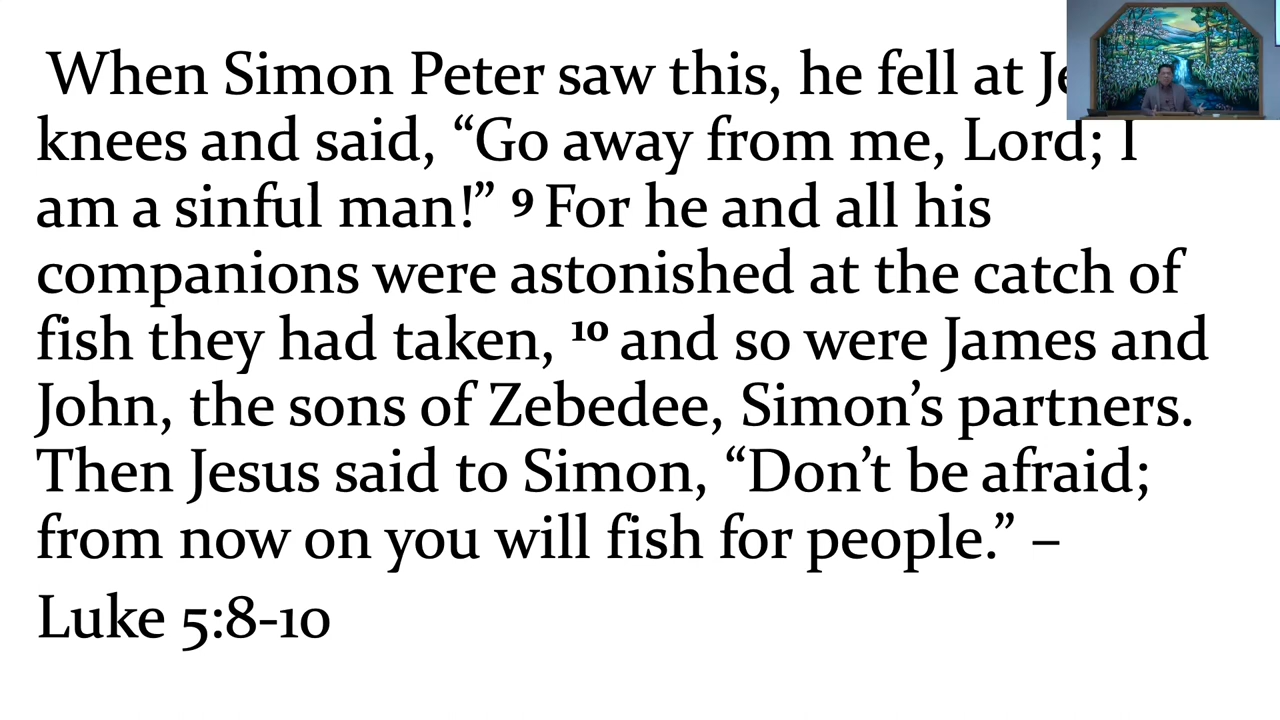 When Simon Peter saw this, he fell at
knees and said, “Go away from me, Lord; I
am a sinful man!” 9 For he and all his
companions were astonished at the catch of
fish they had taken, 10 and so were James and
John, the sons of Zebedee, Simon’s partners.
Then Jesus said to Simon, “Don’t be afraid;
from now on you will fish for people.” –
Luke 5:8-10